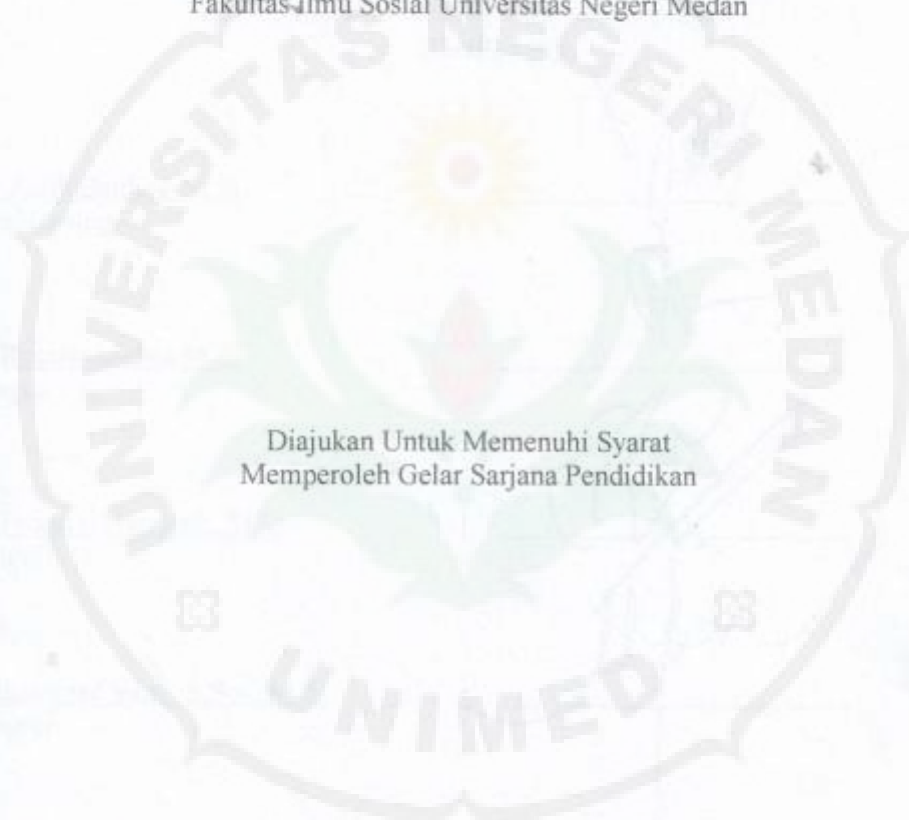 Fakultas Ilmu Sosial Universitas Negeri Medan
UNIVERSITAS NEGERI MEDAN
Diajukan Untuk Memenuhi Syarat
Memperoleh Gelar Sarjana Pendidikan
UNIMED